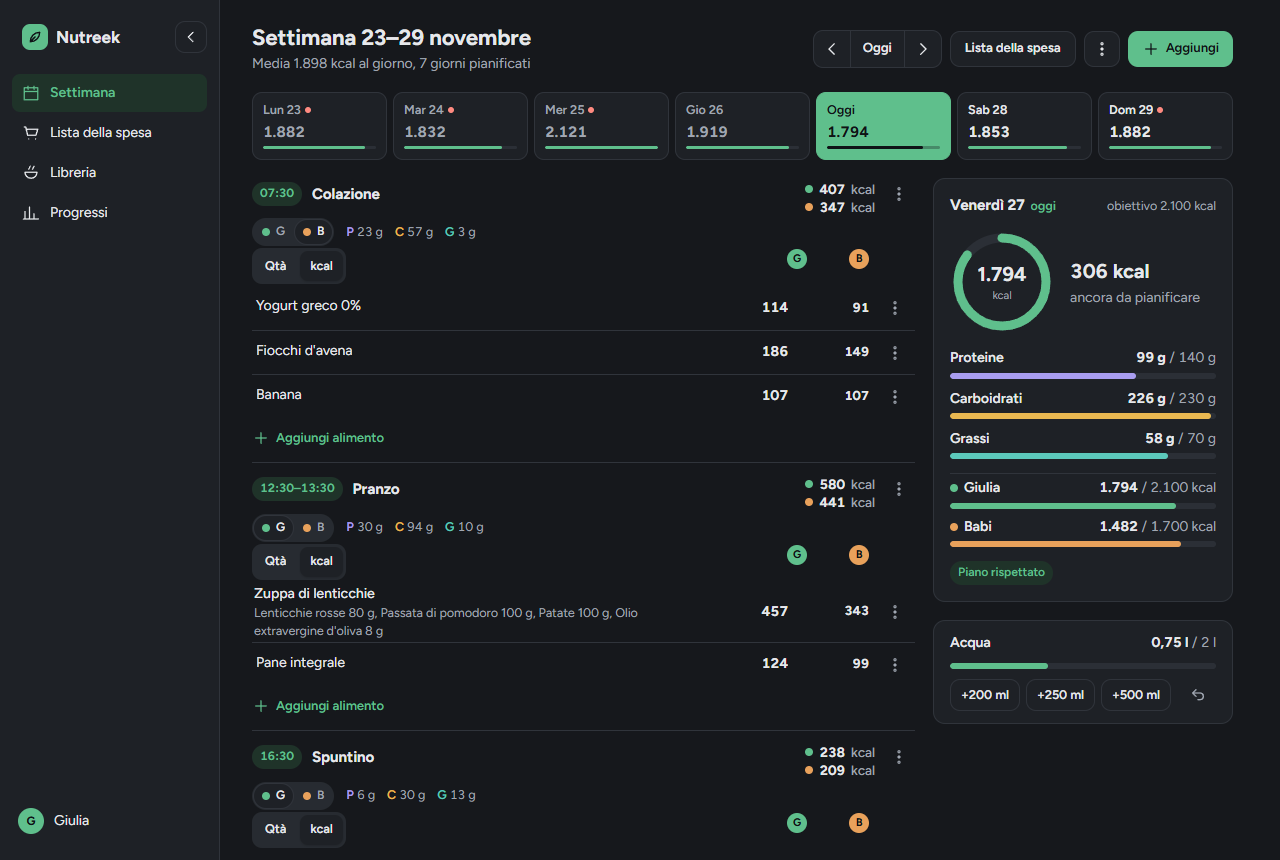 Nutreek
Settimana
Lista della spesa
Librerie
Progressi
G Giulia
Settimana 23–29 novembre
Media 1.898 kcal al giorno, 7 giorni pianificati
Oggi
Lista della spesa
Aggiungi
Lun 23
1.882
Mar 24
1.832
Mer 25
2.121
Gio 26
1.919
Oggi
1.794
Sab 28
1.853
Dom 29
1.882
07:30 Colazione
407 kcal
347 kcal
G B P 23 g C 57 g G 3 g
Qtà kcal G B
Yogurt greco 0% 114 91
Fiocchi d'avena 186 149
Banana 107 107
Aggiungi alimento
12:30–13:30 Pranzo
580 kcal
441 kcal
G B P 30 g C 94 g G 10 g
Qtà kcal G B
Zuppa di lenticchie
Lenticchie rosse 80 g, Passata di pomodoro 100 g, Patate 100 g, Olio
extravergine d'oliva 8 g
457 343
Pane integrale 124 99
Aggiungi alimento
16:30 Spuntino
238 kcal
209 kcal
G B P 6 g C 30 g G 13 g
Qtà kcal G B
Venerdì 27 oggi obiettivo 2.100 kcal
1.794
kcal
306 kcal
ancora da pianificare
Proteine 99 g / 140 g
Carboidrati 226 g / 230 g
Grassi 58 g / 70 g
Giulia 1.794 / 2.100 kcal
Babi 1.482 / 1.700 kcal
Piano rispettato
Acqua 0,75 l / 2 l
+200 ml +250 ml +500 ml